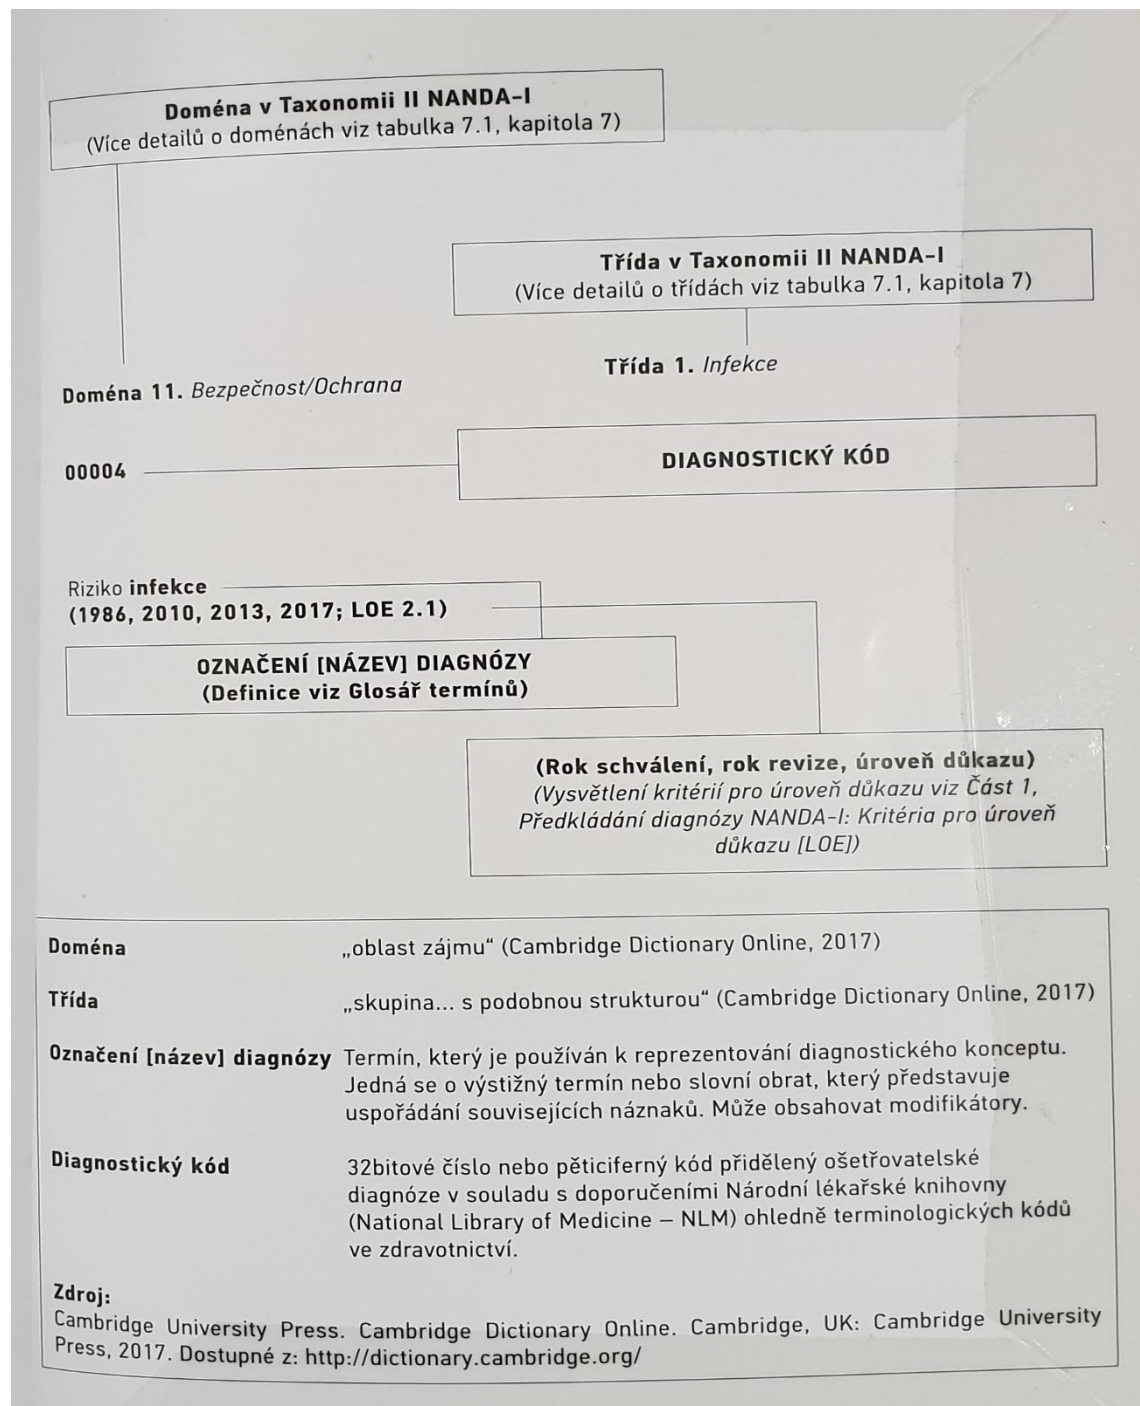 Doména v Taxonomii II NANDA-I
(Více detailů o doménách viz tabulka 7.1, kapitola 7)
Třída v Taxonomii II NANDA-I
(Více detailů o třídách viz tabulka 7.1, kapitola 7)
Třída 1. Infekce
Doména 11. Bezpečnost/Ochrana
00004
DIAGNOSTICKÝ KÓD
Riziko infekce
(1986, 2010, 2013, 2017; LOE 2.1)
OZNAČENÍ [NÁZEV] DIAGNÓZY
(Definice viz Glosář termínů)
(Rok schválení, rok revize, úroveň důkazu)
(Vysvětlení kritérií pro úroveň důkazu viz Část 1,
Předkládání diagnózy NANDA-I: Kritéria pro úroveň
důkazu [LOE])
Doména „oblast zájmu“ (Cambridge Dictionary Online, 2017)
Třída „skupina... s podobnou strukturou“ (Cambridge Dictionary Online, 2017)
Označení [název] diagnózy Termín, který je používán k reprezentování diagnostického konceptu.
Jedná se o výstižný termín nebo slovní obrat, který představuje
uspořádání souvisejících náznaků. Může obsahovat modifikátory.
Diagnostický kód 32bitové číslo nebo pěticiferný kód přidělený ošetřovatelské
diagnóze v souladu s doporučeními Národní lékařské knihovny
(National Library of Medicine – NLM) ohledně terminologických kódů
ve zdravotnictví.
Zdroj:
Cambridge University Press. Cambridge Dictionary Online. Cambridge, UK: Cambridge University
Press, 2017. Dostupné z: http://dictionary.cambridge.org/